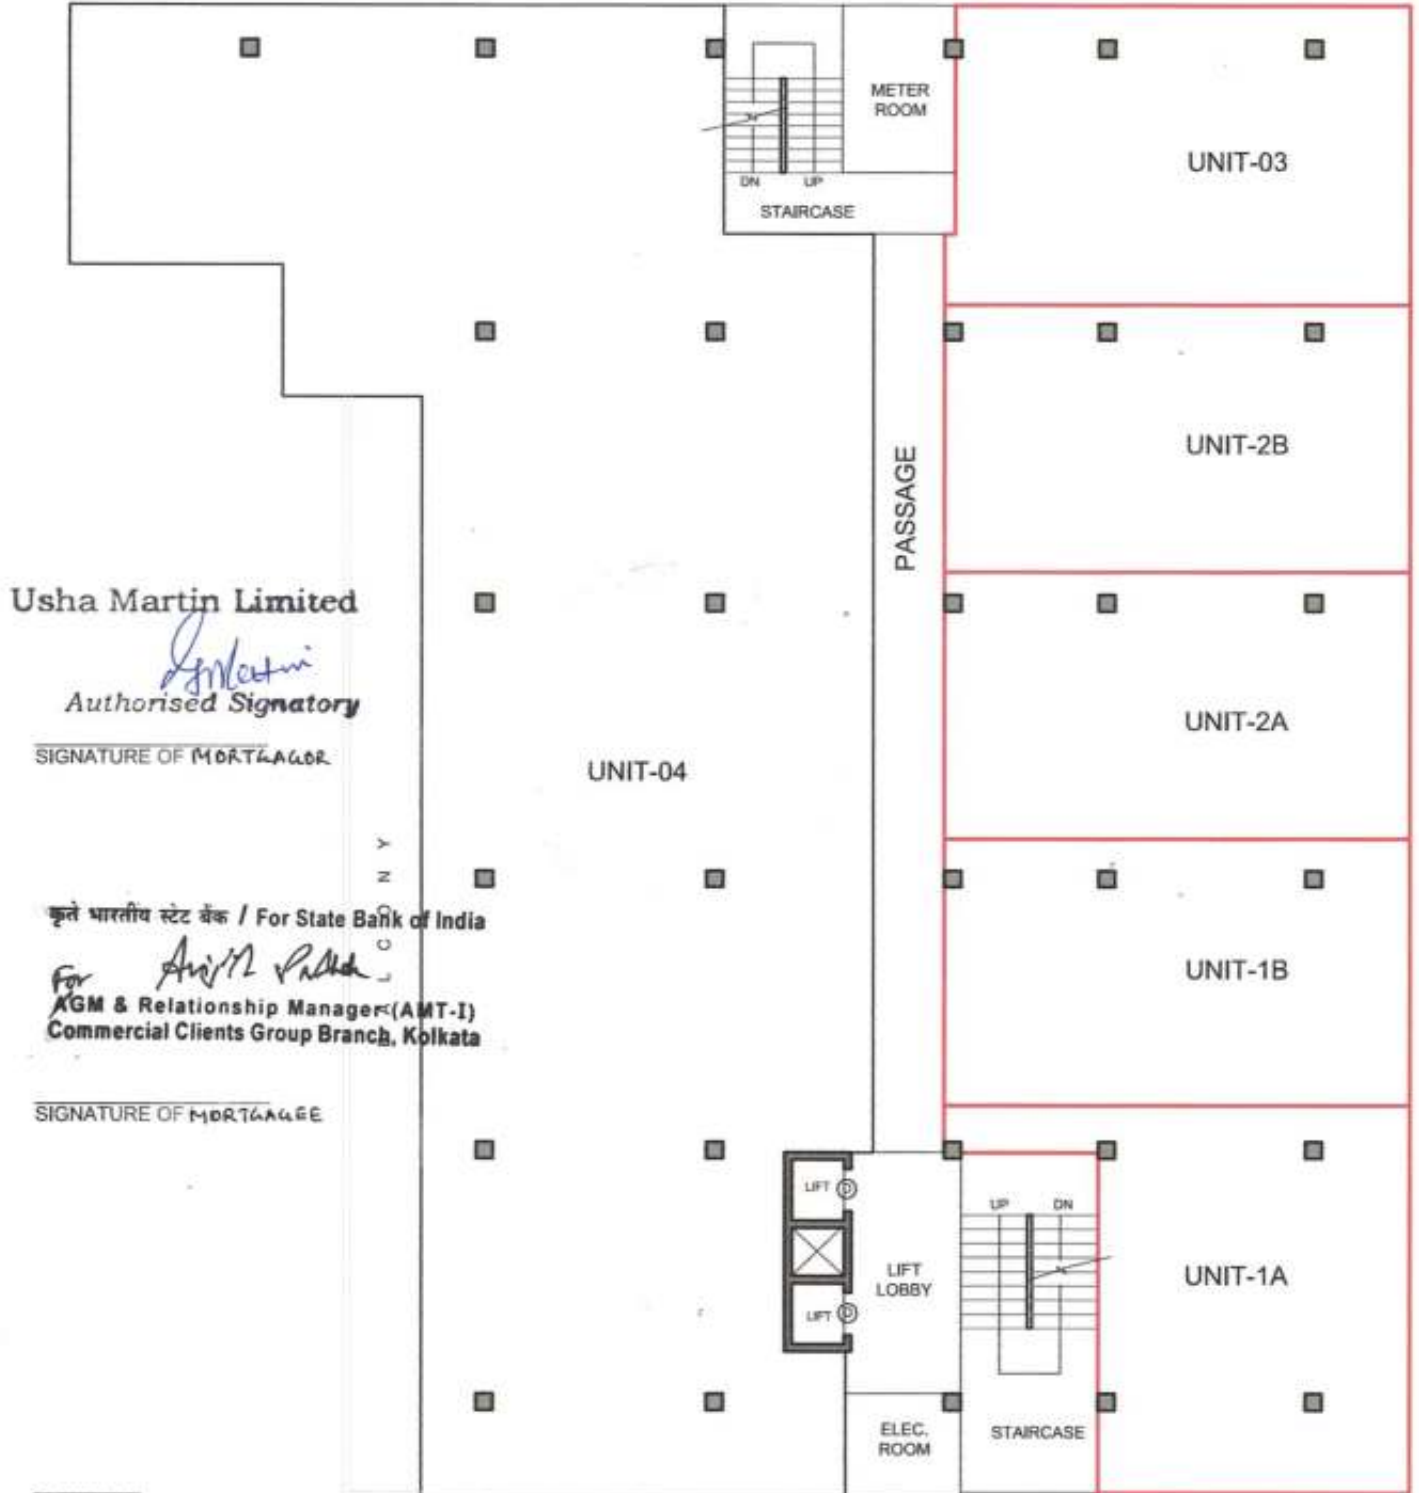 METER
ROOM
UNIT-03
DN UP
STAIRCASE
UNIT-2B
PASSAGE
Usha Martin Limited
Authorised Signatory
SIGNATURE OF MORTGAGOR
UNIT-2A
UNIT-04
BALCONY
कृते भारतीय स्टेट बैंक / For State Bank of India
For
AGM & Relationship Manager (AMT-I)
Commercial Clients Group Branch, Kolkata
UNIT-1B
SIGNATURE OF MORTGAGEE
LIFT
UP DN
LIFT
LOBBY
UNIT-1A
LIFT
ELEC.
ROOM
STAIRCASE